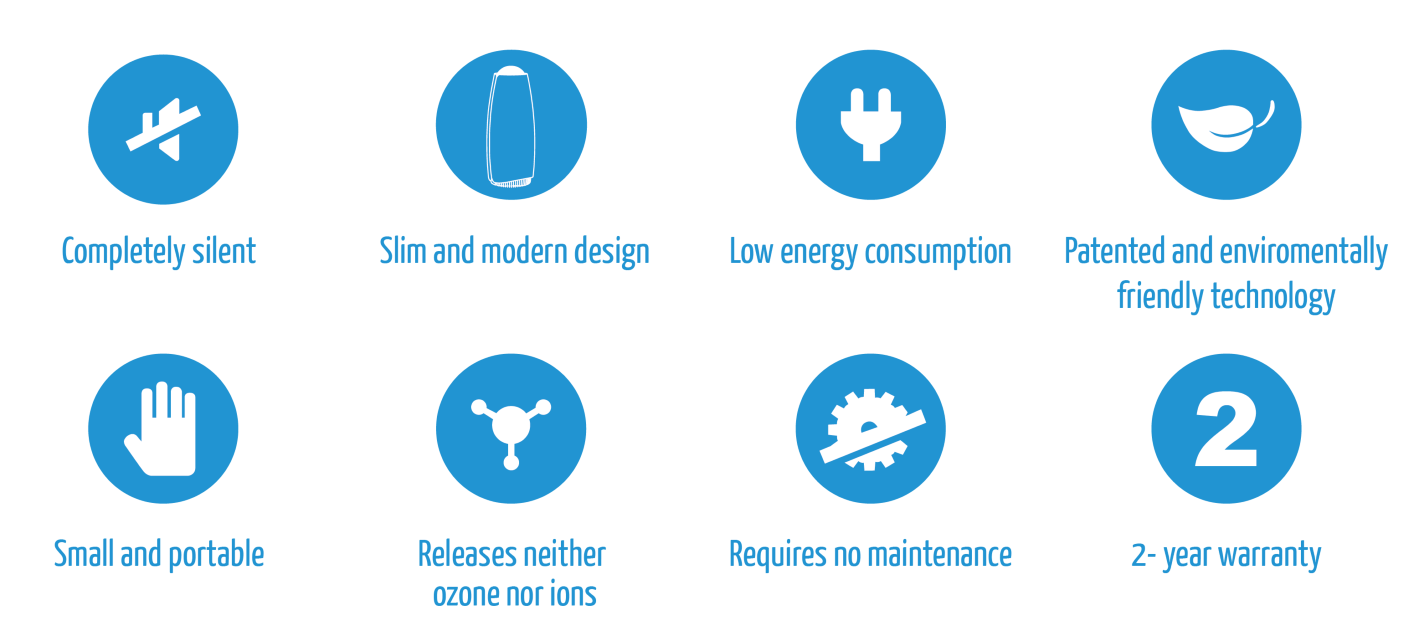 Completely silent
Slim and modern design
Low energy consumption
Patented and enviromentally
friendly technology
Small and portable
Releases neither
ozone nor ions
Requires no maintenance
2
2- year warranty